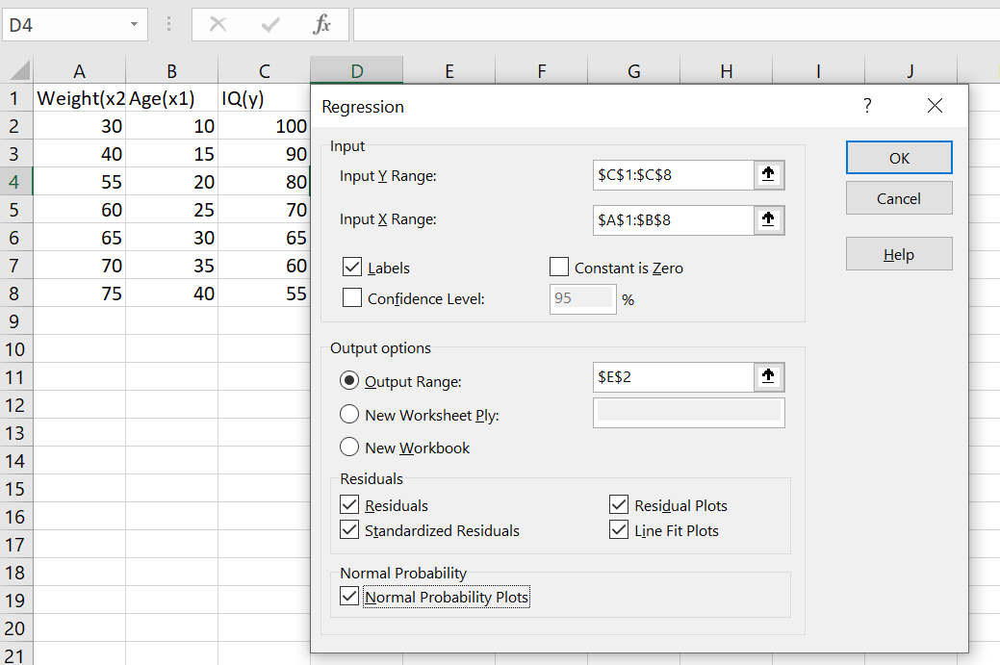 D4 fx
A B C D E F G H I J
1 Weight(x2 Age(x1) IQ(y)
2 30 10 100
3 40 15 90
4 55 20 80
5 60 25 70
6 65 30 65
7 70 35 60
8 75 40 55
9
10
11
12
13
14
15
16
17
18
19
20
21
Regression ?
Input
Input Y Range: $C$1:$C$8
Input X Range: $A$1:$B$8
Labels Constant is Zero
Confidence Level: 95 %
OK
Cancel
Help
Output options
Output Range: $E$2
New Worksheet Ply:
New Workbook
Residuals
Residuals Residual Plots
Standardized Residuals Line Fit Plots
Normal Probability
Normal Probability Plots